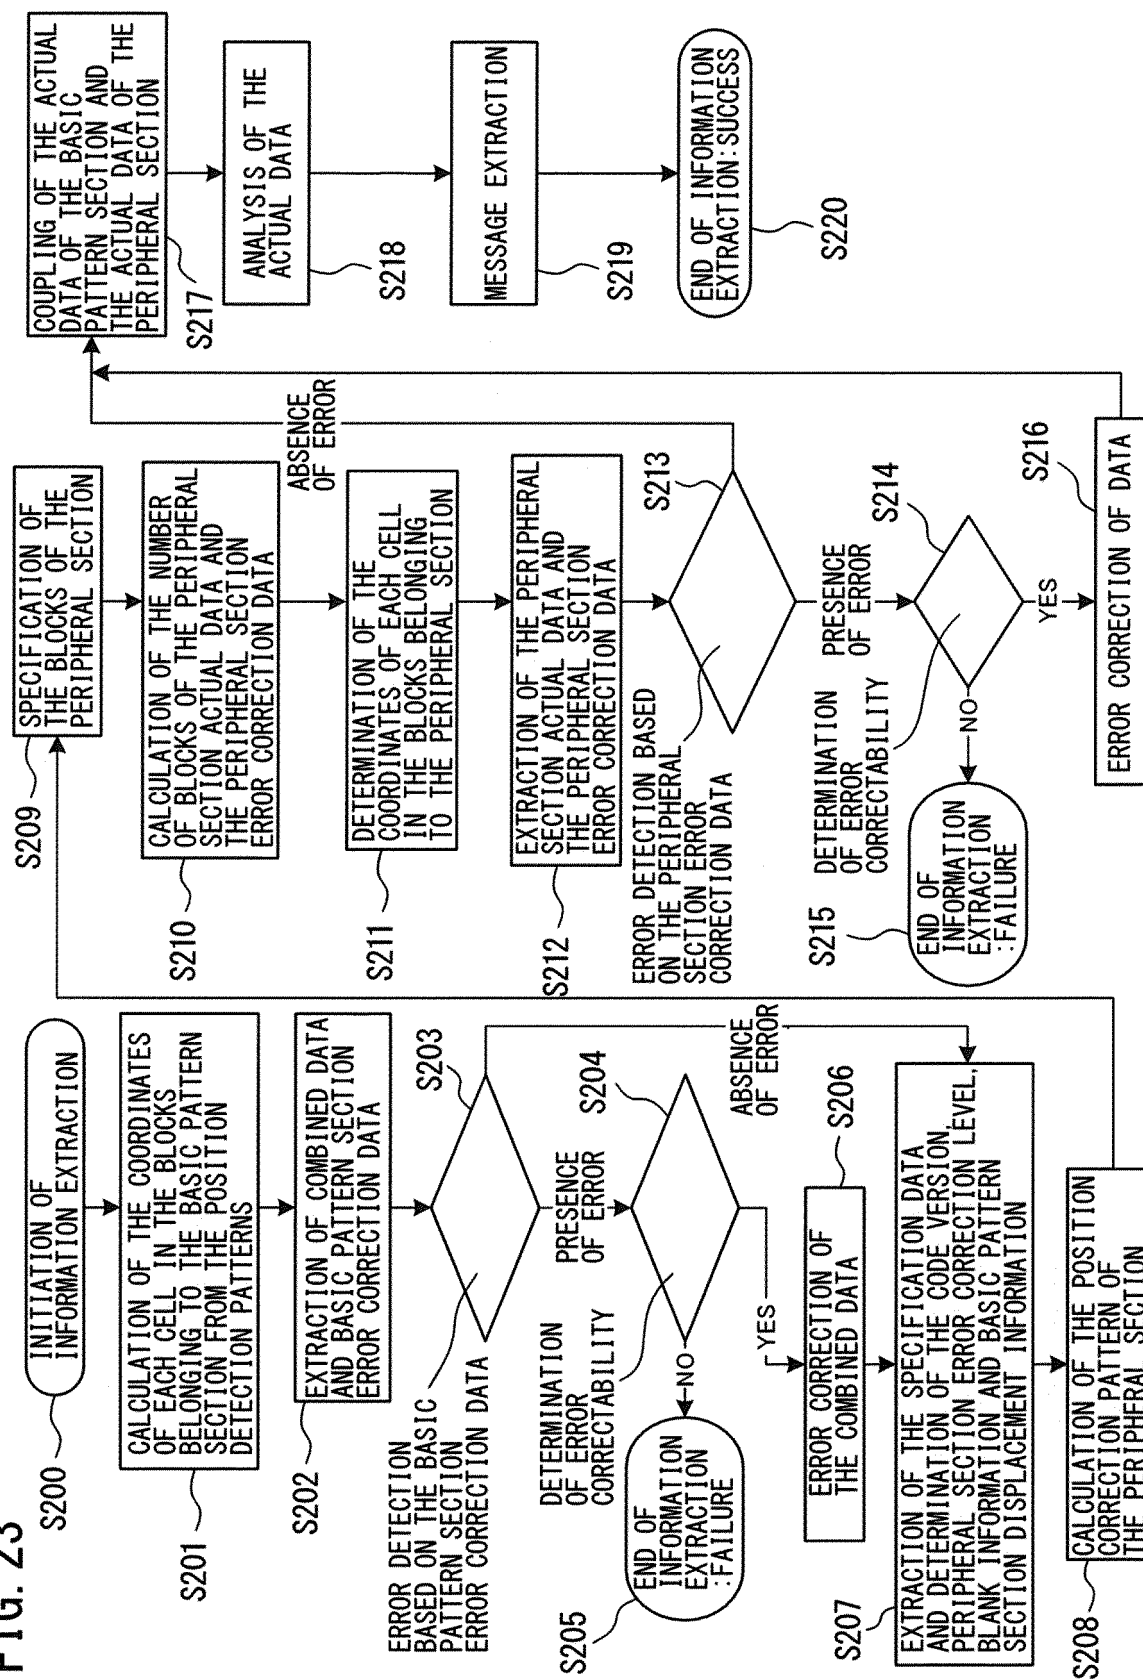 FIG. 23
INITIATION OF
INFORMATION EXTRACTION
S200
CALCULATION OF THE COORDINATES
OF EACH CELL IN THE BLOCKS
BELONGING TO THE BASIC PATTERN
SECTION FROM THE POSITION
DETECTION PATTERNS
S201
EXTRACTION OF COMBINED DATA
AND BASIC PATTERN SECTION
ERROR CORRECTION DATA
S202
S203
ERROR DETECTION
BASED ON THE BASIC
PATTERN SECTION
ERROR CORRECTION DATA
PRESENCE
OF ERROR
ABSENCE
OF ERROR
S204
DETERMINATION
OF ERROR
CORRECTABILITY
NO
YES
END OF
INFORMATION
EXTRACTION
:FAILURE
S205
ERROR CORRECTION OF
THE COMBINED DATA
S206
EXTRACTION OF THE SPECIFICATION DATA
AND DETERMINATION OF THE CODE VERSION,
PERIPHERAL SECTION ERROR CORRECTION LEVEL,
BLANK INFORMATION AND BASIC PATTERN
SECTION DISPLACEMENT INFORMATION
S207
CALCULATION OF THE POSITION
CORRECTION PATTERN OF
THE PERIPHERAL SECTION
S208
SPECIFICATION OF
THE BLOCKS OF THE
PERIPHERAL SECTION
S209
CALCULATION OF THE NUMBER
OF BLOCKS OF THE PERIPHERAL
SECTION ACTUAL DATA AND
THE PERIPHERAL SECTION
ERROR CORRECTION DATA
S210
DETERMINATION OF THE
COORDINATES OF EACH CELL
IN THE BLOCKS BELONGING
TO THE PERIPHERAL SECTION
S211
EXTRACTION OF THE PERIPHERAL
SECTION ACTUAL DATA AND
THE PERIPHERAL SECTION
ERROR CORRECTION DATA
S212
S213
ERROR DETECTION BASED
ON THE PERIPHERAL
SECTION ERROR
CORRECTION DATA
ABSENCE
OF ERROR
PRESENCE
OF ERROR
S214
DETERMINATION
OF ERROR
CORRECTABILITY
NO
YES
END OF
INFORMATION
EXTRACTION
:FAILURE
S215
ERROR CORRECTION OF DATA
S216
COUPLING OF THE ACTUAL
DATA OF THE BASIC
PATTERN SECTION AND
THE ACTUAL DATA OF THE
PERIPHERAL SECTION
S217
ANALYSIS OF THE
ACTUAL DATA
S218
MESSAGE EXTRACTION
S219
END OF INFORMATION
EXTRACTION:SUCCESS
S220